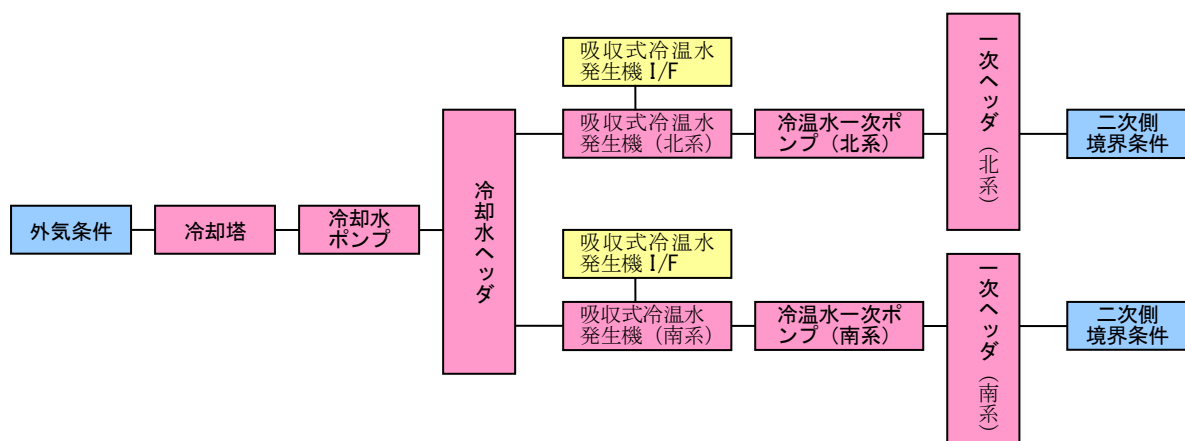 外気条件
冷却塔
冷却水
ポンプ
冷却水ヘッダ
吸収式冷温水
発生機 I/F
吸収式冷温水
発生機（北系）
冷温水一次ポ
ンプ（北系）
一次ヘッダ（北系）
二次側
境界条件
吸収式冷温水
発生機 I/F
吸収式冷温水
発生機（南系）
冷温水一次ポ
ンプ（南系）
一次ヘッダ（南系）
二次側
境界条件